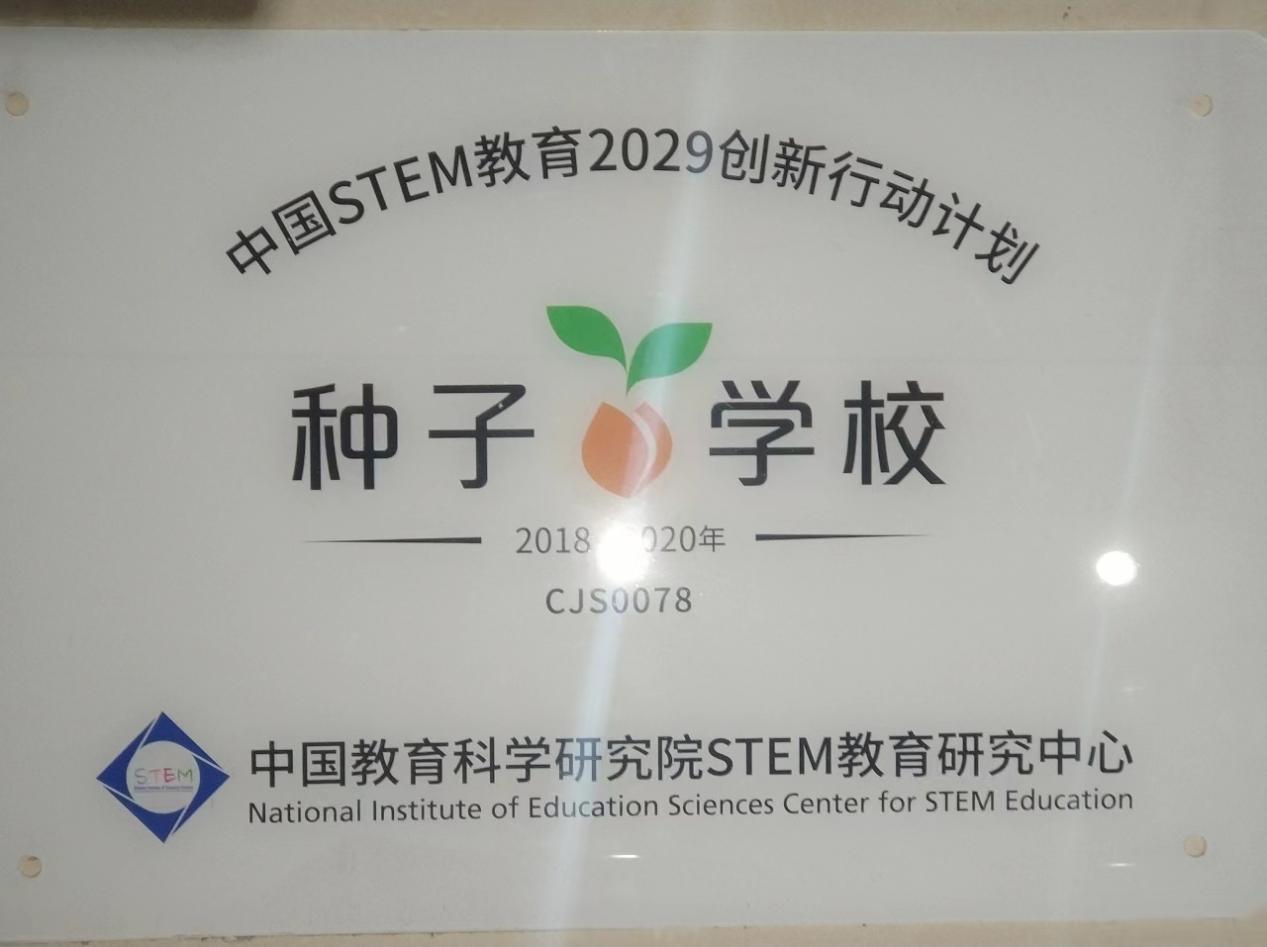 中国STEM教育2029创新行动计划
种子学校
2018 020年
CJS0078
STEM
中国教育科学研究院STEM教育研究中心
National Institute of Education Sciences Center for STEM Education